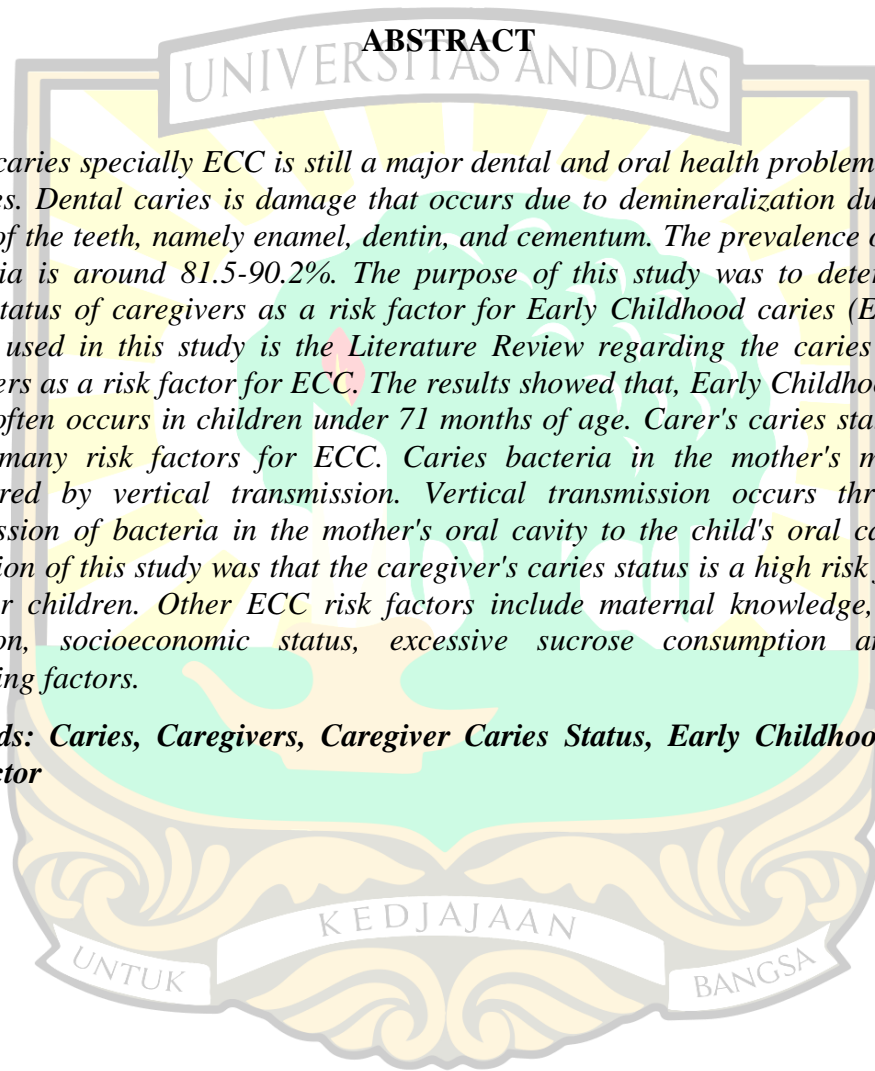 ABSTRACT
UNIVERSITAS ANDALAS
caries specially ECC is still a major dental and oral health problem
es. Dental caries is damage that occurs due to demineralization du
of the teeth, namely enamel, dentin, and cementum. The prevalence o
ia is around 81.5-90.2%. The purpose of this study was to deter
tatus of caregivers as a risk factor for Early Childhood caries (E
used in this study is the Literature Review regarding the caries
ers as a risk factor for ECC. The results showed that, Early Childhoo
often occurs in children under 71 months of age. Carer's caries sta
many risk factors for ECC. Caries bacteria in the mother's m
red by vertical transmission. Vertical transmission occurs thr
ssion of bacteria in the mother's oral cavity to the child's oral ca
ion of this study was that the caregiver's caries status is a high risk
r children. Other ECC risk factors include maternal knowledge,
on, socioeconomic status, excessive sucrose consumption a
ing factors.
ds: Caries, Caregivers, Caregiver Caries Status, Early Childhoo
ctor
KEDJAJAAN
UNTUK
BANGSA